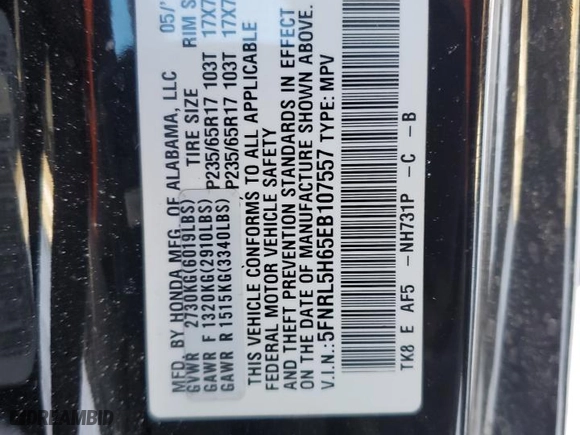 MFD. BY HONDA MFG. OF ALABAMA, LLC 05/
GVWR 2730KG(6019LBS) TIRE SIZE RIM S
GAWR F 1320KG(2910LBS) P235/65R17 103T 17X7
GAWR R 1515KG(3340LBS) P235/65R17 103T 17X7
THIS VEHICLE CONFORMS TO ALL APPLICABLE
FEDERAL MOTOR VEHICLE SAFETY
AND THEFT PREVENTION STANDARDS IN EFFECT
ON THE DATE OF MANUFACTURE SHOWN ABOVE.
V.I.N.:5FNRL5H65EB107557 TYPE: MPV
TK8 E AF5 -NH731P -C -B
iDREAMBID